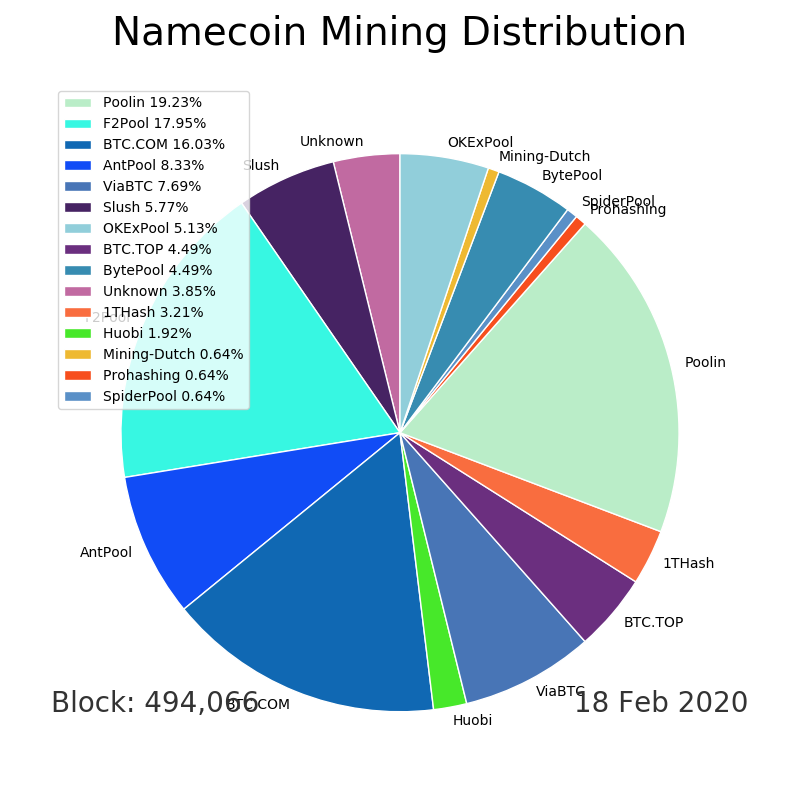 Namecoin Mining Distribution
Poolin 19.23%
F2Pool 17.95%
BTC.COM 16.03%
AntPool 8.33%
ViaBTC 7.69%
Slush 5.77%
OKExPool 5.13%
BTC.TOP 4.49%
BytePool 4.49%
Unknown 3.85%
1THash 3.21%
Huobi 1.92%
Mining-Dutch 0.64%
Prohashing 0.64%
SpiderPool 0.64%
Unknown
OKExPool
Mining-Dutch
Slush
BytePool
SpiderPool
Prohashing
F2Pool
Poolin
AntPool
1THash
BTC.TOP
ViaBTC
BTC.COM
Huobi
Block: 494,066
18 Feb 2020